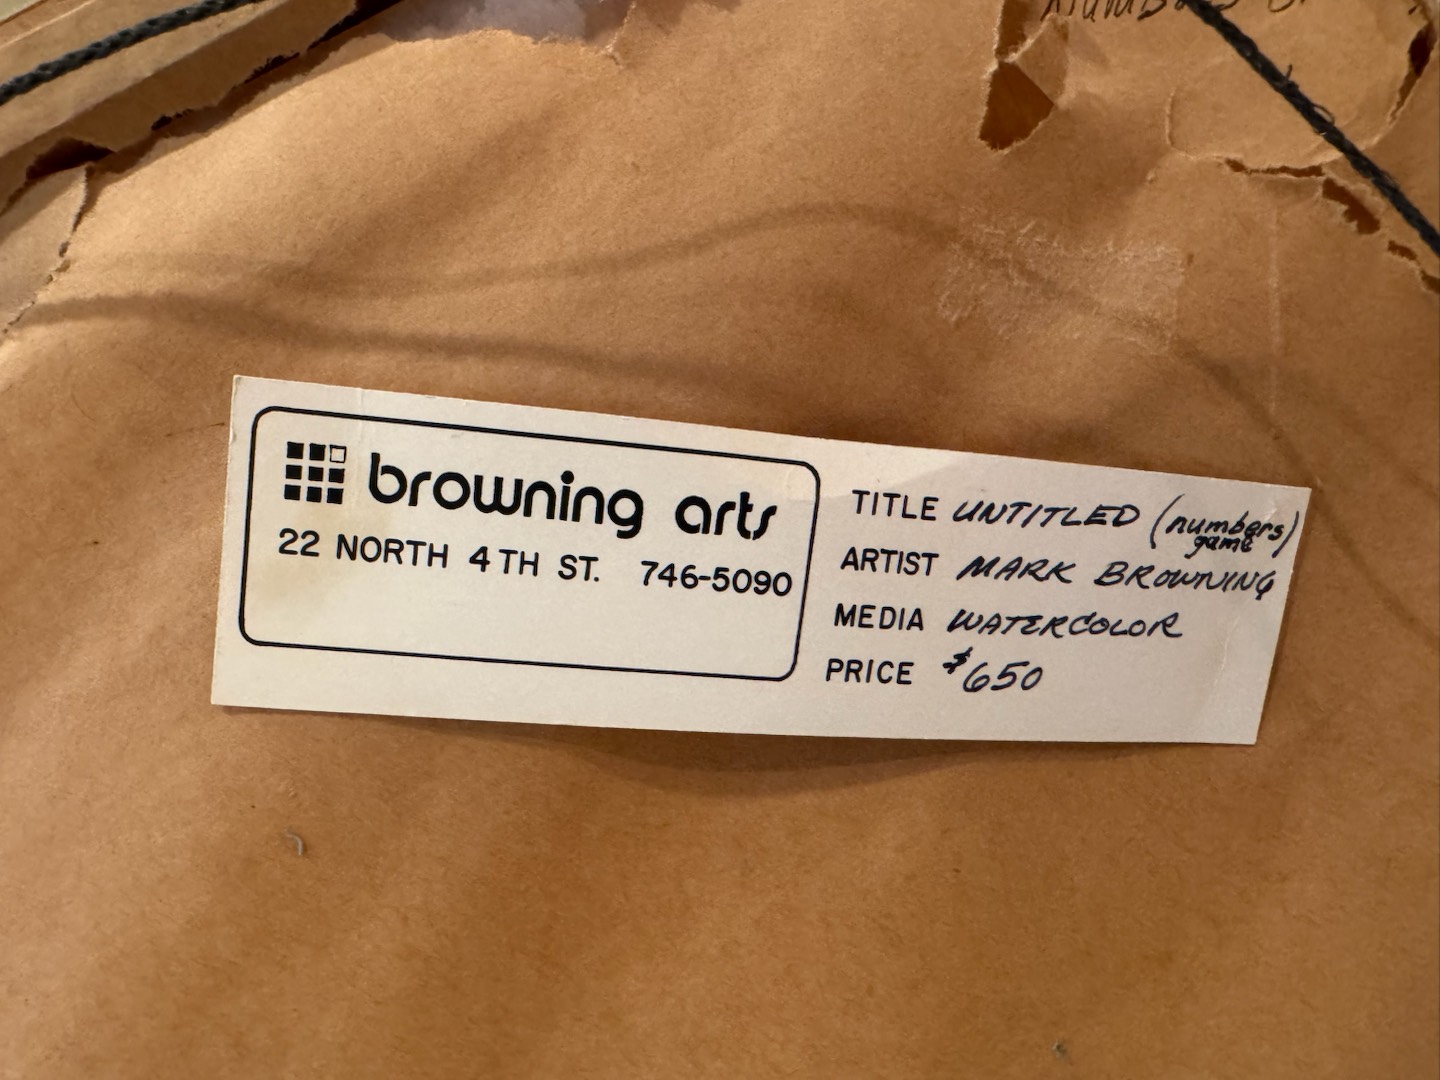 browning arts
22 NORTH 4TH ST. 746-5090
TITLE UNTITLED (numbers game)
ARTIST MARK BROWNING
MEDIA WATERCOLOR
PRICE $650